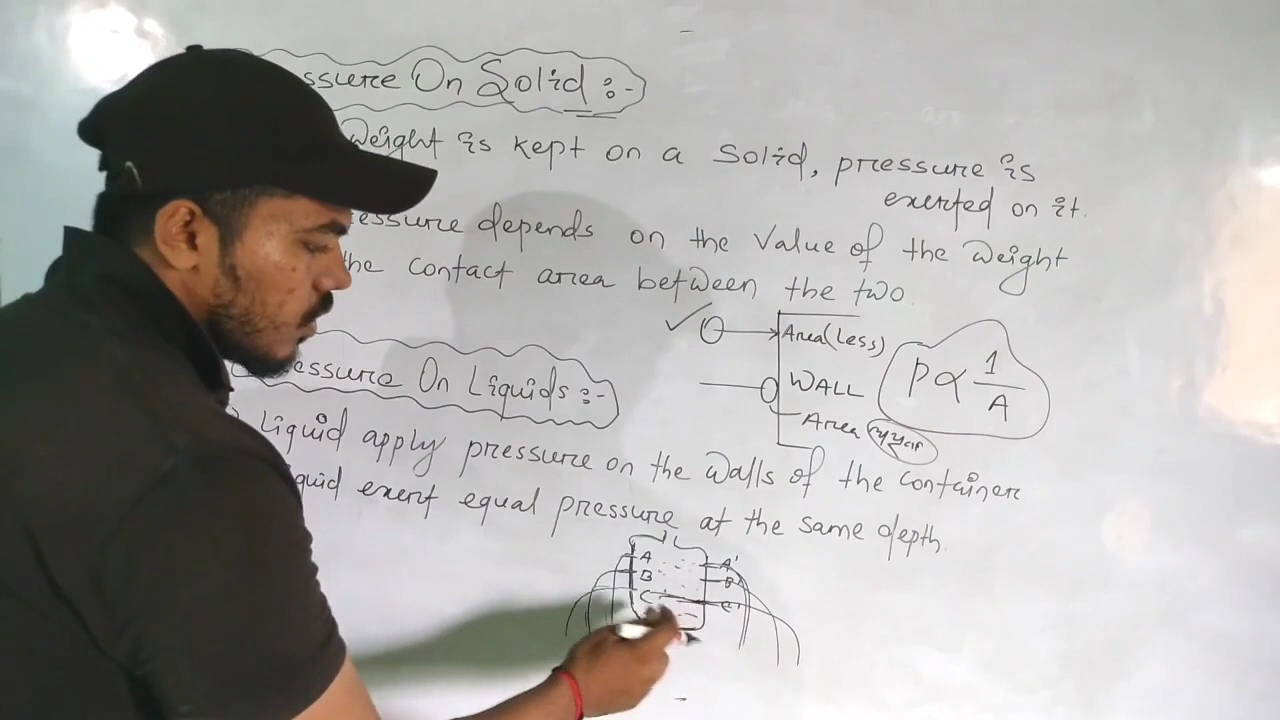 ssure On Solid :-
Weight is kept on a Solid, pressure is
exerted on it.
essure depends on the Value of the Weight
the contact area between the two.
Area (Less)
WALL
P ∝ 1/A
Area
essure On Liquids :-
Liquid apply pressure on the walls of the container
quid exert equal pressure at the same depth.
A A'
B B'
C C'